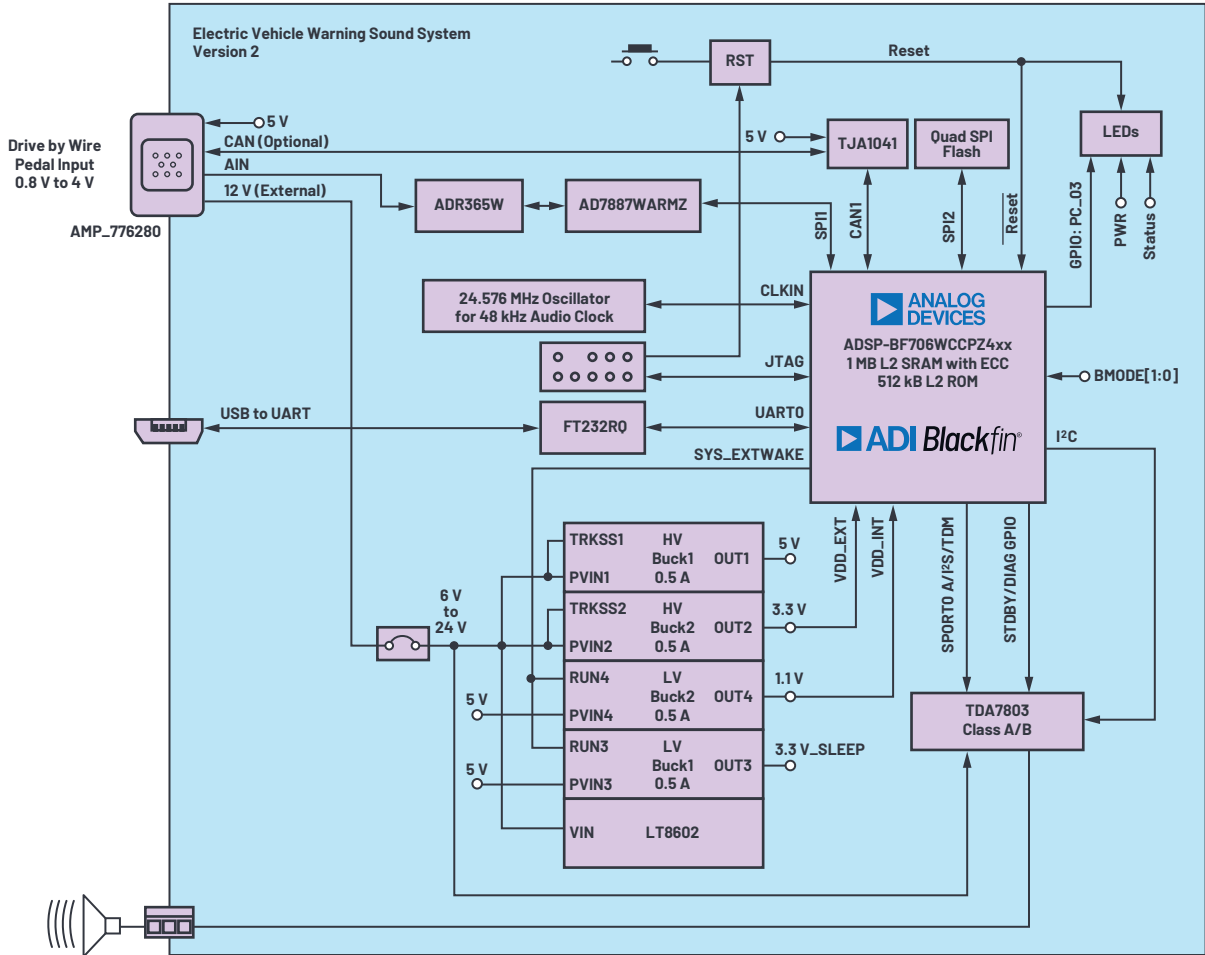 Electric Vehicle Warning Sound System
Version 2
RST
Reset
LEDs
PWR
Status
Drive by Wire
Pedal Input
0.8 V to 4 V
AMP_776280
5 V
CAN (Optional)
AIN
12 V (External)
5 V
TJA1041
Quad SPI
Flash
ADR365W
AD7887WARMZ
SPI1
CAN1
SPI2
Reset
GPIO: PC_03
24.576 MHz Oscillator
for 48 kHz Audio Clock
CLKIN
JTAG
ANALOG
DEVICES
ADSP-BF706WCCPZ4xx
1 MB L2 SRAM with ECC
512 kB L2 ROM
ADI Blackfin®
BMODE[1:0]
I²C
USB to UART
FT232RQ
UART0
SYS_EXTWAKE
VDD_EXT
VDD_INT
SPORT0 A/I²S/TDM
STDBY/DIAG GPIO
6 V
to
24 V
TRKSS1
HV
Buck1
0.5 A
OUT1
5 V
PVIN1
TRKSS2
HV
Buck2
0.5 A
OUT2
3.3 V
PVIN2
RUN4
LV
Buck2
0.5 A
OUT4
1.1 V
5 V
PVIN4
RUN3
LV
Buck1
0.5 A
OUT3
3.3 V_SLEEP
5 V
PVIN3
VIN
LT8602
TDA7803
Class A/B